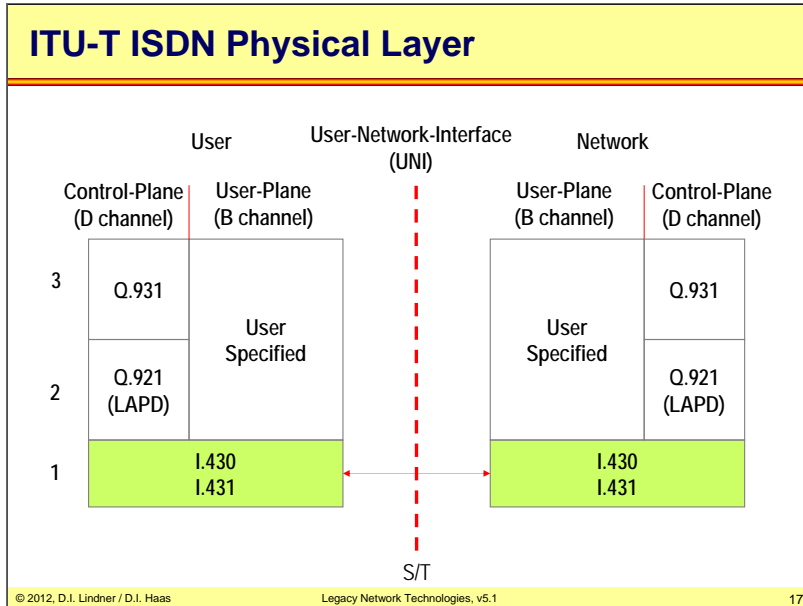 ITU-T ISDN Physical Layer
User
User-Network-Interface
(UNI)
Network
Control-Plane
(D channel)
User-Plane
(B channel)
User-Plane
(B channel)
Control-Plane
(D channel)
3
Q.931
User
Specified
User
Specified
Q.931
2
Q.921
(LAPD)
Q.921
(LAPD)
1
I.430
I.431
I.430
I.431
S/T
© 2012, D.I. Lindner / D.I. Haas
Legacy Network Technologies, v5.1
17